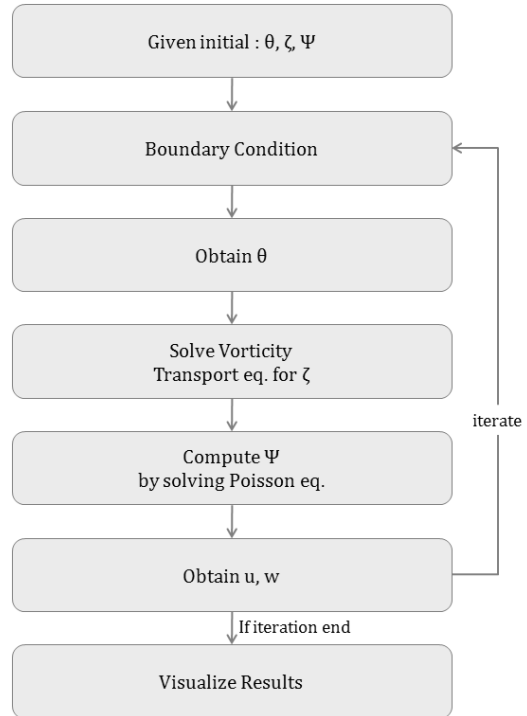 Given initial : θ, ζ, Ψ
Boundary Condition
Obtain θ
Solve Vorticity
Transport eq. for ζ
iterate
Compute Ψ
by solving Poisson eq.
Obtain u, w
If iteration end
Visualize Results